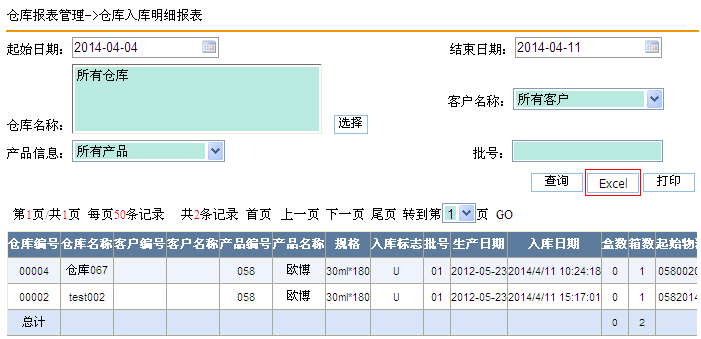 仓库报表管理->仓库入库明细报表
起始日期： 2014-04-04 结束日期： 2014-04-11
所有仓库
仓库名称： 选择 客户名称： 所有客户
产品信息： 所有产品 批号：
查询 Excel 打印
第1页/共1页 每页50条记录 共2条记录 首页 上一页 下一页 尾页 转到第 1 页 GO
仓库编号 仓库名称 客户编号 客户名称 产品编号 产品名称 规格 入库标志 批号 生产日期 入库日期 盒数 箱数 起始物
00004 仓库067 058 欧博 30ml*180 U 01 2012-05-23 2014/4/11 10:24:18 0 1 0580020
00002 test002 058 欧博 30ml*180 U 01 2012-05-23 2014/4/11 15:17:01 0 1 0582014
总计 0 2